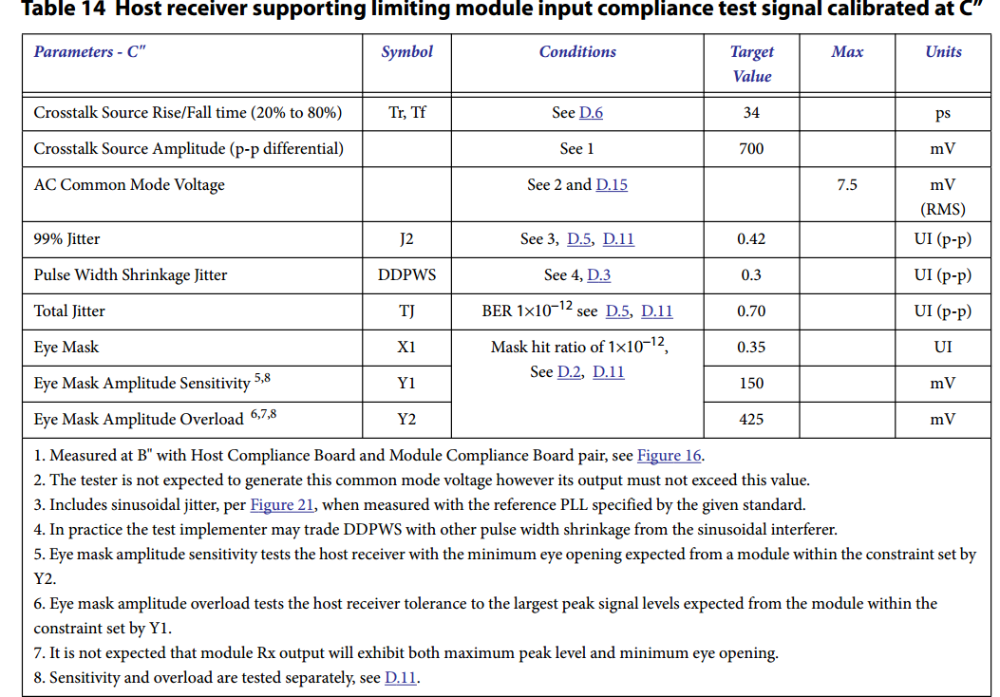 Table 14 Host receiver supporting limiting module input compliance test signal calibrated at C”
Parameters - C" Symbol Conditions Target Value Max Units
Crosstalk Source Rise/Fall time (20% to 80%) Tr, Tf See D.6 34 ps
Crosstalk Source Amplitude (p-p differential) See 1 700 mV
AC Common Mode Voltage See 2 and D.15 7.5 mV (RMS)
99% Jitter J2 See 3, D.5, D.11 0.42 UI (p-p)
Pulse Width Shrinkage Jitter DDPWS See 4, D.3 0.3 UI (p-p)
Total Jitter TJ BER 1×10⁻¹² see D.5, D.11 0.70 UI (p-p)
Eye Mask X1 Mask hit ratio of 1×10⁻¹², See D.2, D.11 0.35 UI
Eye Mask Amplitude Sensitivity ⁵,⁸ Y1 150 mV
Eye Mask Amplitude Overload ⁶,⁷,⁸ Y2 425 mV
1. Measured at B" with Host Compliance Board and Module Compliance Board pair, see Figure 16.
2. The tester is not expected to generate this common mode voltage however its output must not exceed this value.
3. Includes sinusoidal jitter, per Figure 21, when measured with the reference PLL specified by the given standard.
4. In practice the test implementer may trade DDPWS with other pulse width shrinkage from the sinusoidal interferer.
5. Eye mask amplitude sensitivity tests the host receiver with the minimum eye opening expected from a module within the constraint set by
Y2.
6. Eye mask amplitude overload tests the host receiver tolerance to the largest peak signal levels expected from the module within the
constraint set by Y1.
7. It is not expected that module Rx output will exhibit both maximum peak level and minimum eye opening.
8. Sensitivity and overload are tested separately, see D.11.